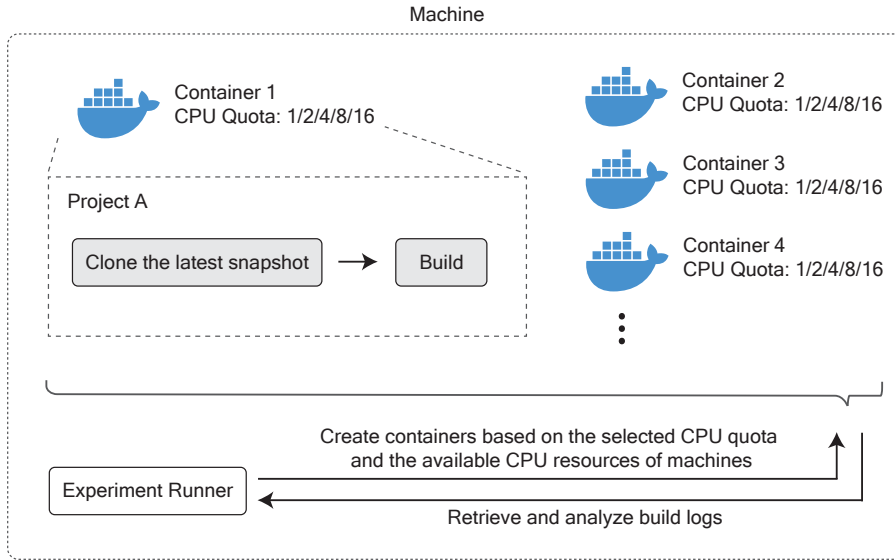 Machine
Container 1
CPU Quota: 1/2/4/8/16
Project A
Clone the latest snapshot
Build
Container 2
CPU Quota: 1/2/4/8/16
Container 3
CPU Quota: 1/2/4/8/16
Container 4
CPU Quota: 1/2/4/8/16
Create containers based on the selected CPU quota
and the available CPU resources of machines
Experiment Runner
Retrieve and analyze build logs